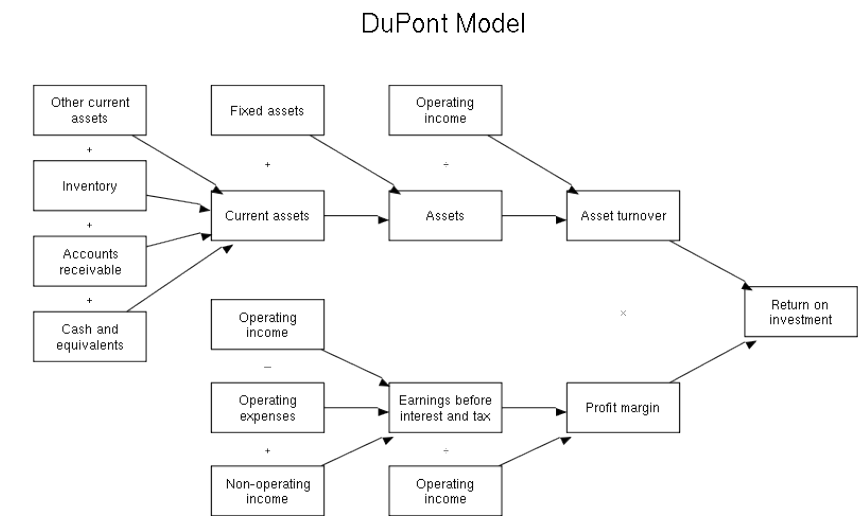 DuPont Model
Other current
assets
Fixed assets
Operating
income
+
+
÷
Inventory
Current assets
Assets
Asset turnover
+
Accounts
receivable
+
Cash and
equivalents
Operating
income
×
Return on
investment
–
Operating
expenses
Earnings before
interest and tax
Profit margin
+
÷
Non-operating
income
Operating
income